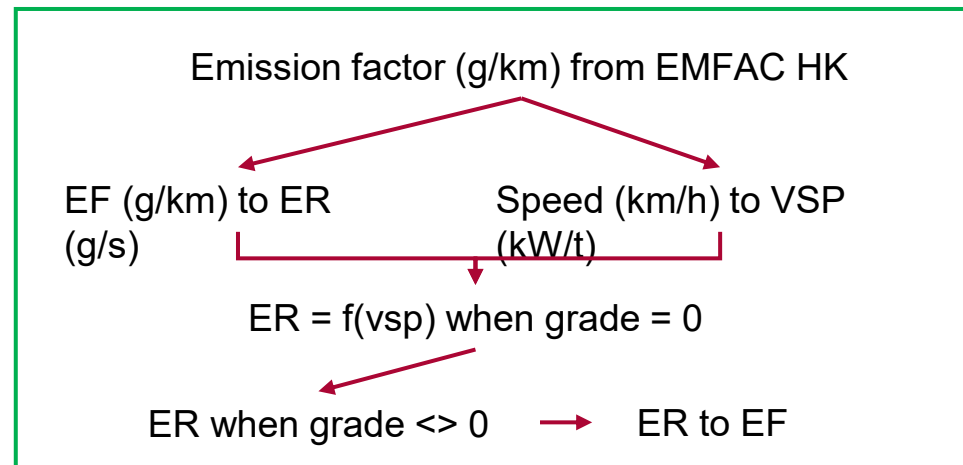 Emission factor (g/km) from EMFAC HK
EF (g/km) to ER
(g/s)
Speed (km/h) to VSP
(kW/t)
ER = f(vsp) when grade = 0
ER when grade <> 0
ER to EF